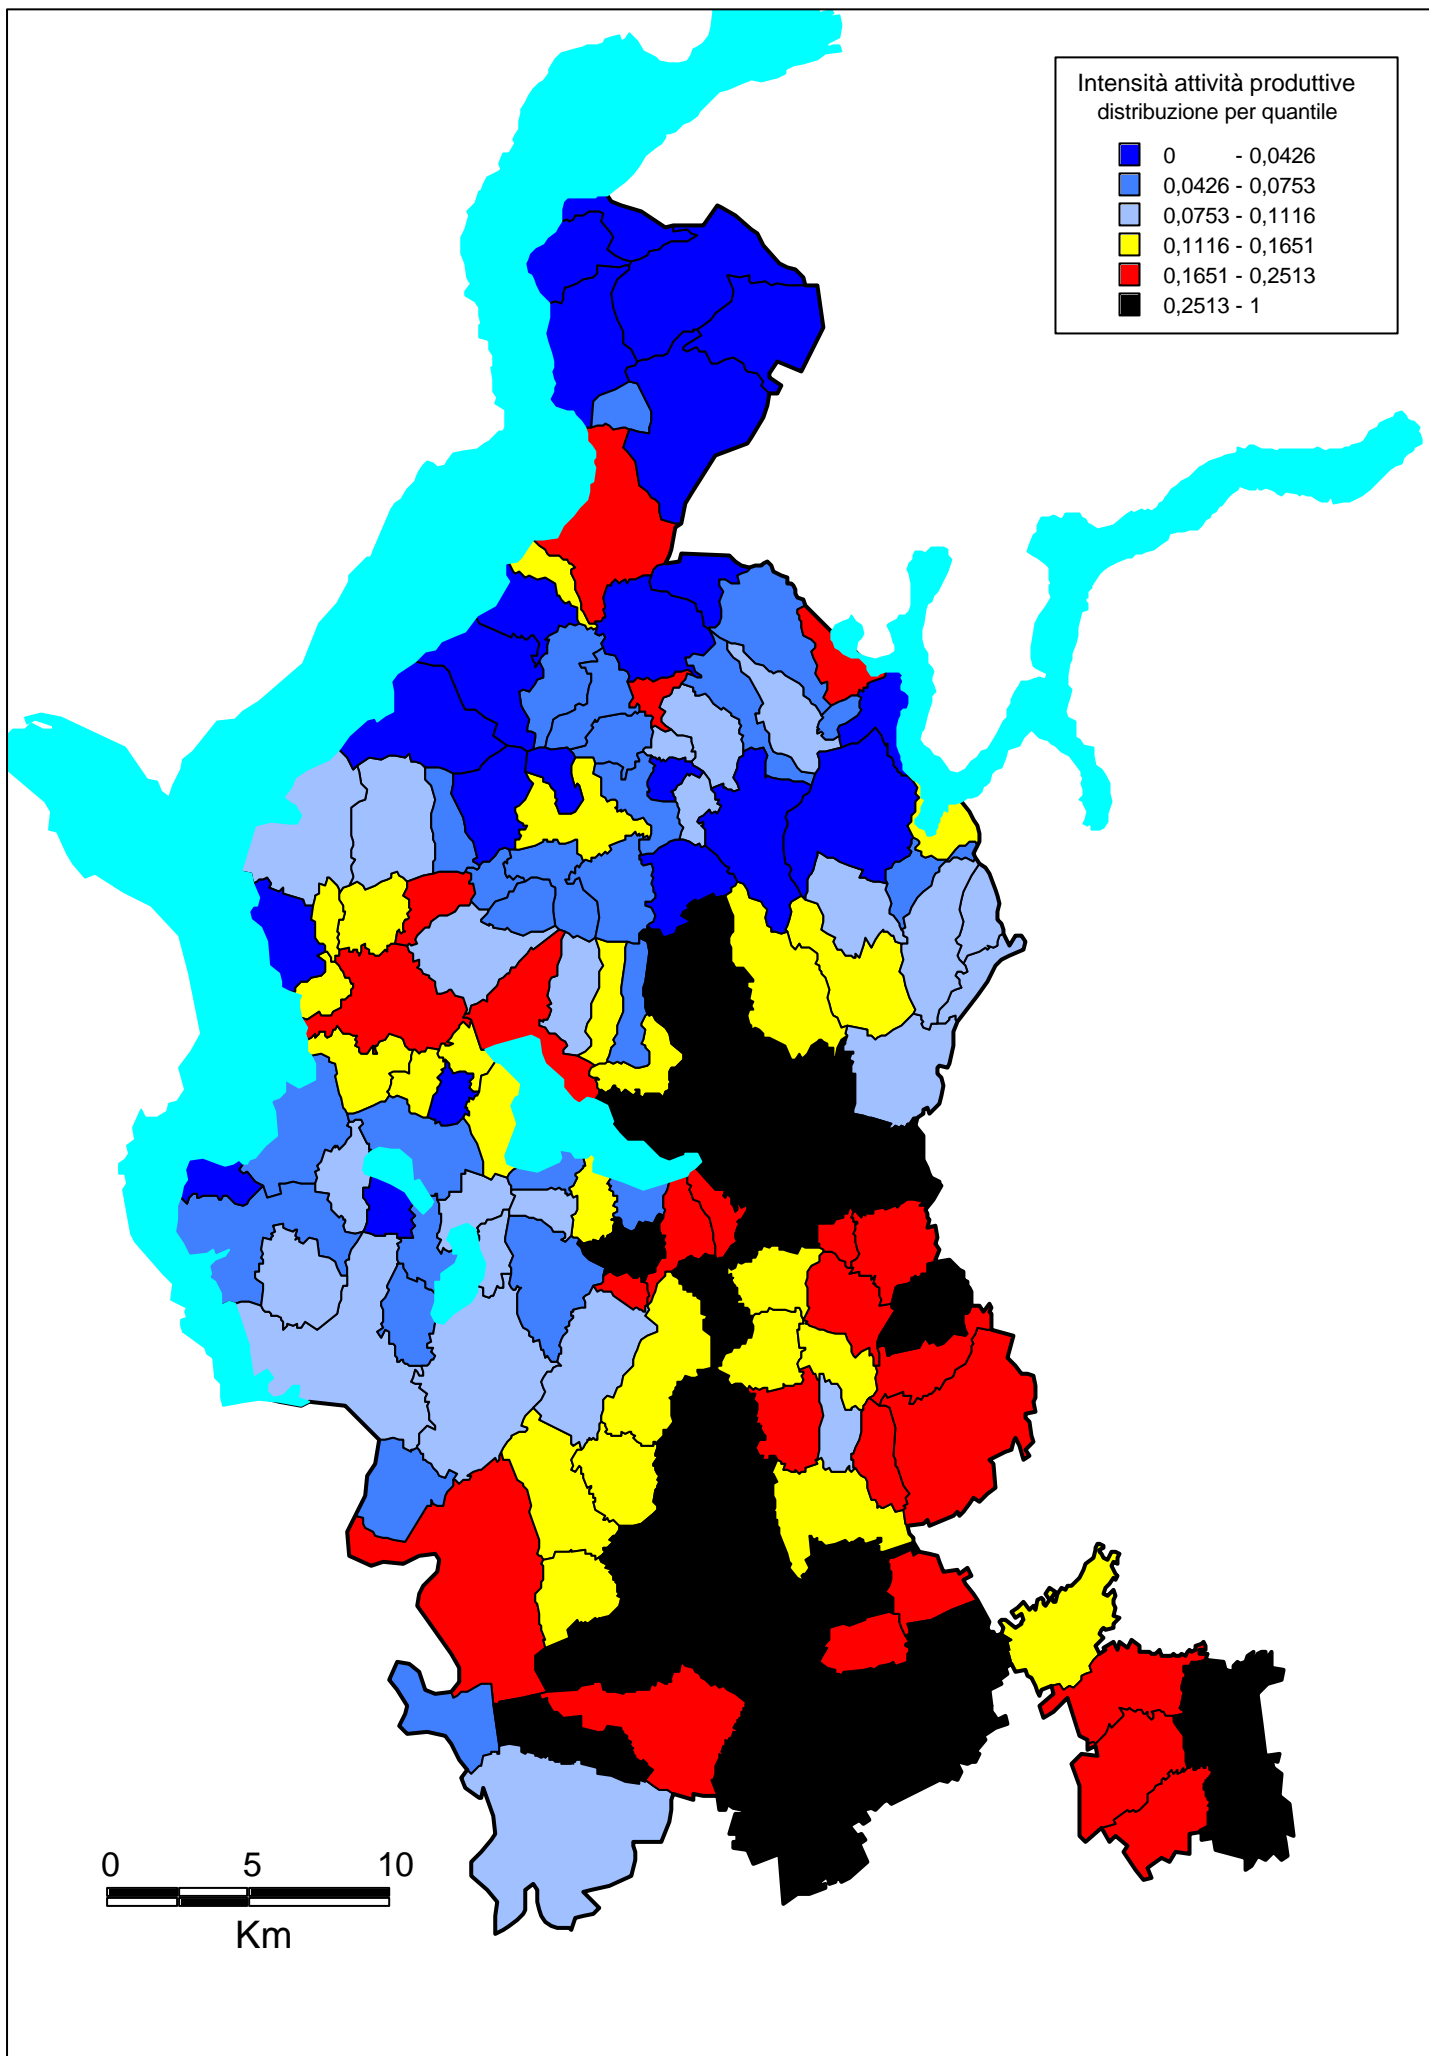 Intensità attività produttive
distribuzione per quantile
0 - 0,0426
0,0426 - 0,0753
0,0753 - 0,1116
0,1116 - 0,1651
0,1651 - 0,2513
0,2513 - 1
0 5 10
Km